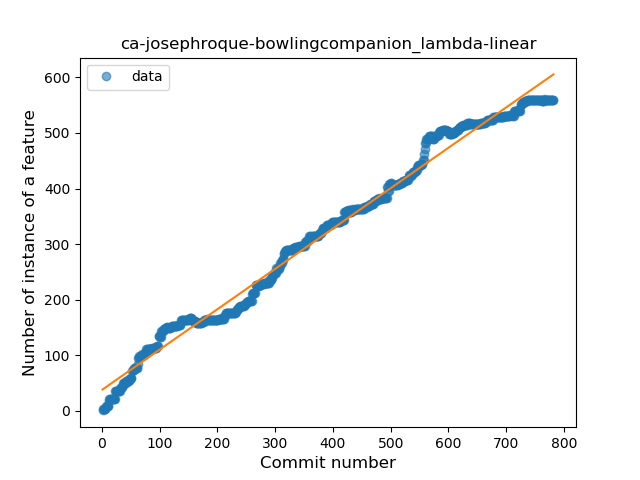 ca-josephroque-bowlingcompanion_lambda-linear
data
Number of instance of a feature
600
500
400
300
200
100
0
0 100 200 300 400 500 600 700 800
Commit number